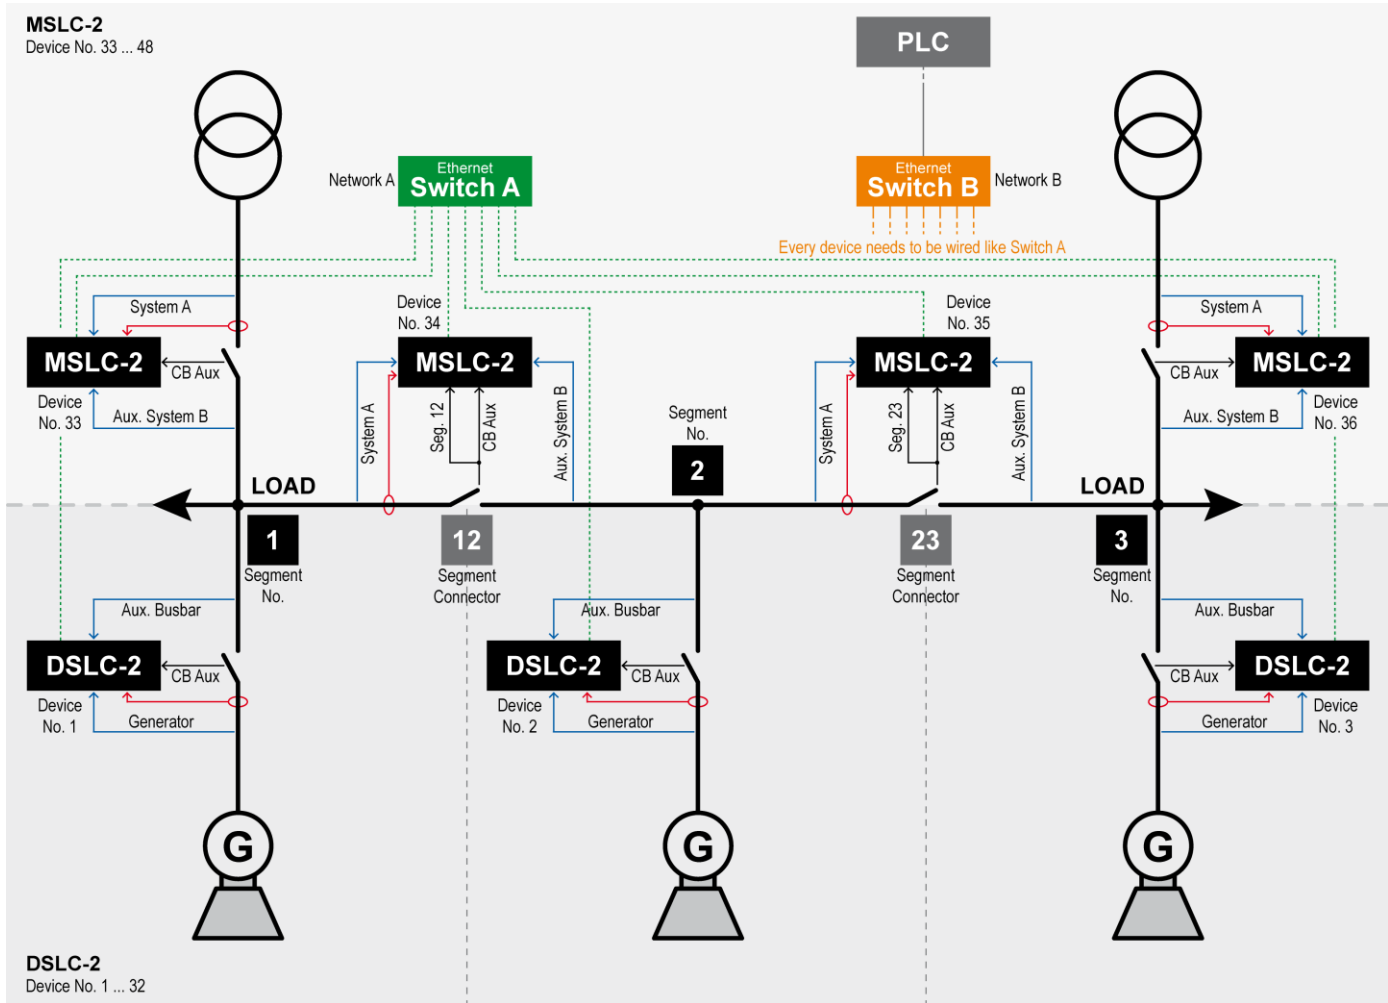 MSLC-2
Device No. 33 ... 48
PLC
Network A
Ethernet
Switch A
Ethernet
Switch B
Network B
Every device needs to be wired like Switch A
System A
MSLC-2
CB Aux
Device
No. 33
Aux. System B
Device
No. 34
MSLC-2
System A
Seg. 12
CB Aux
Aux. System B
Device
No. 35
MSLC-2
System A
Seg. 23
CB Aux
Aux. System B
System A
MSLC-2
CB Aux
Aux. System B
Device
No. 36
Segment
No.
2
LOAD
LOAD
1
Segment
No.
12
Segment
Connector
23
Segment
Connector
3
Segment
No.
Aux. Busbar
DSLC-2
CB Aux
Device
No. 1
Generator
Aux. Busbar
DSLC-2
CB Aux
Device
No. 2
Generator
Aux. Busbar
DSLC-2
CB Aux
Generator
Device
No. 3
G
G
G
DSLC-2
Device No. 1 ... 32